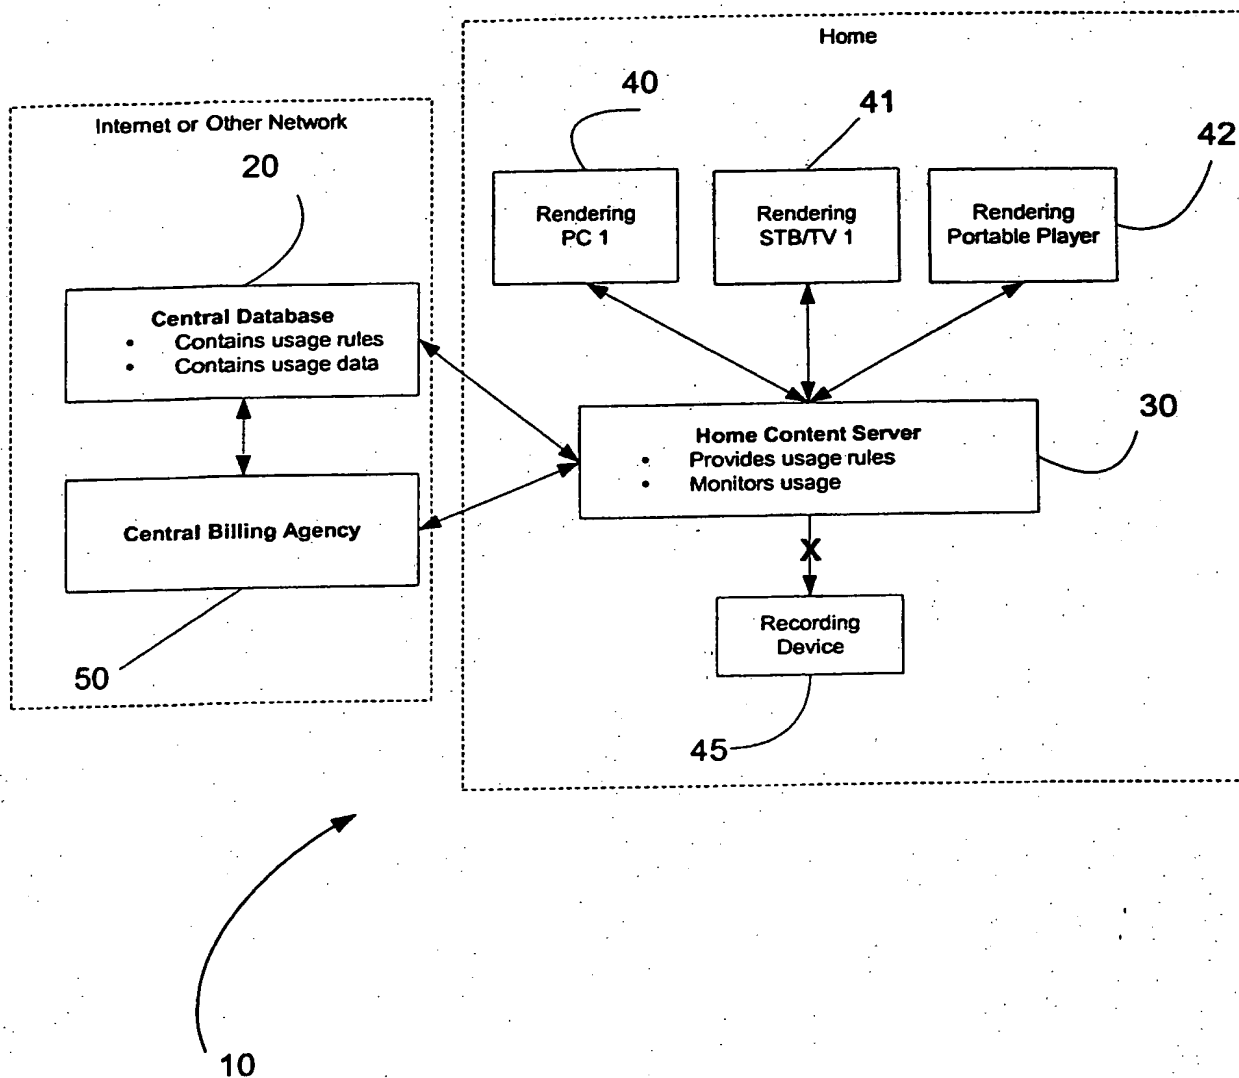 Home
40
41
42
Internet or Other Network
20
Rendering
PC 1
Rendering
STB/TV 1
Rendering
Portable Player
Central Database
• Contains usage rules
• Contains usage data
30
Home Content Server
• Provides usage rules
• Monitors usage
Central Billing Agency
X
Recording
Device
50
45
10